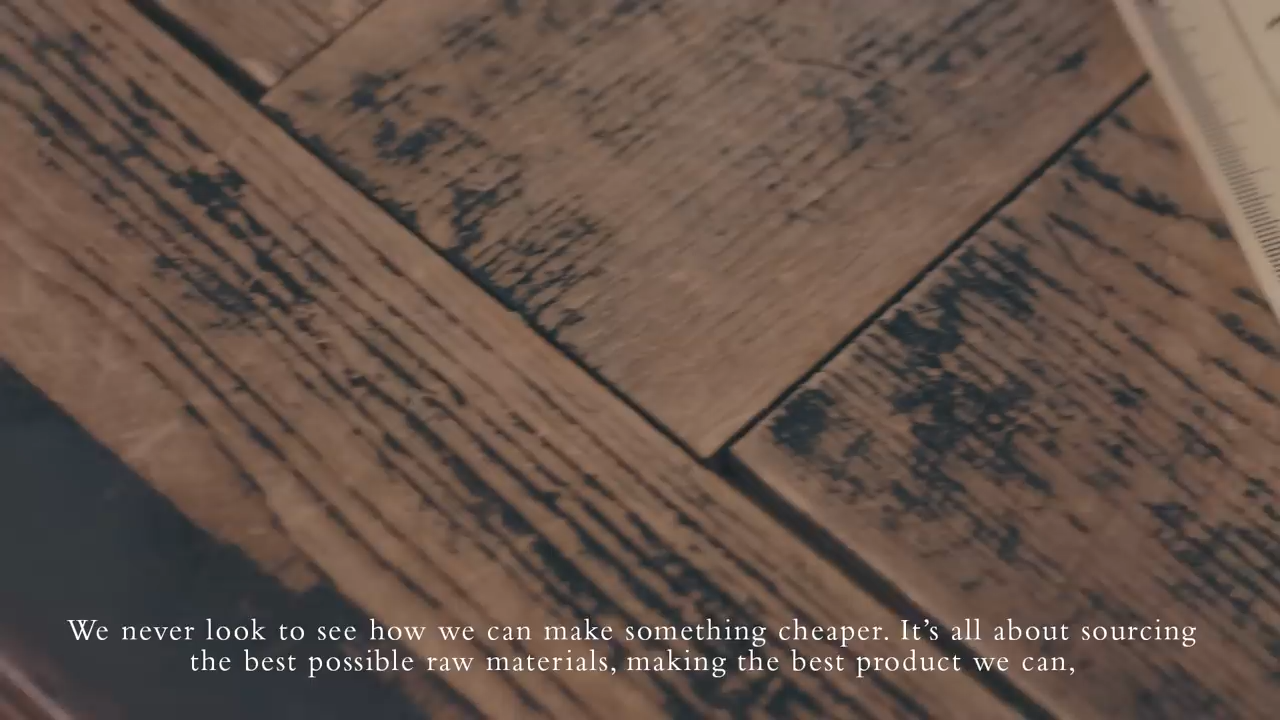 We never look to see how we can make something cheaper. It’s all about sourcing
the best possible raw materials, making the best product we can,